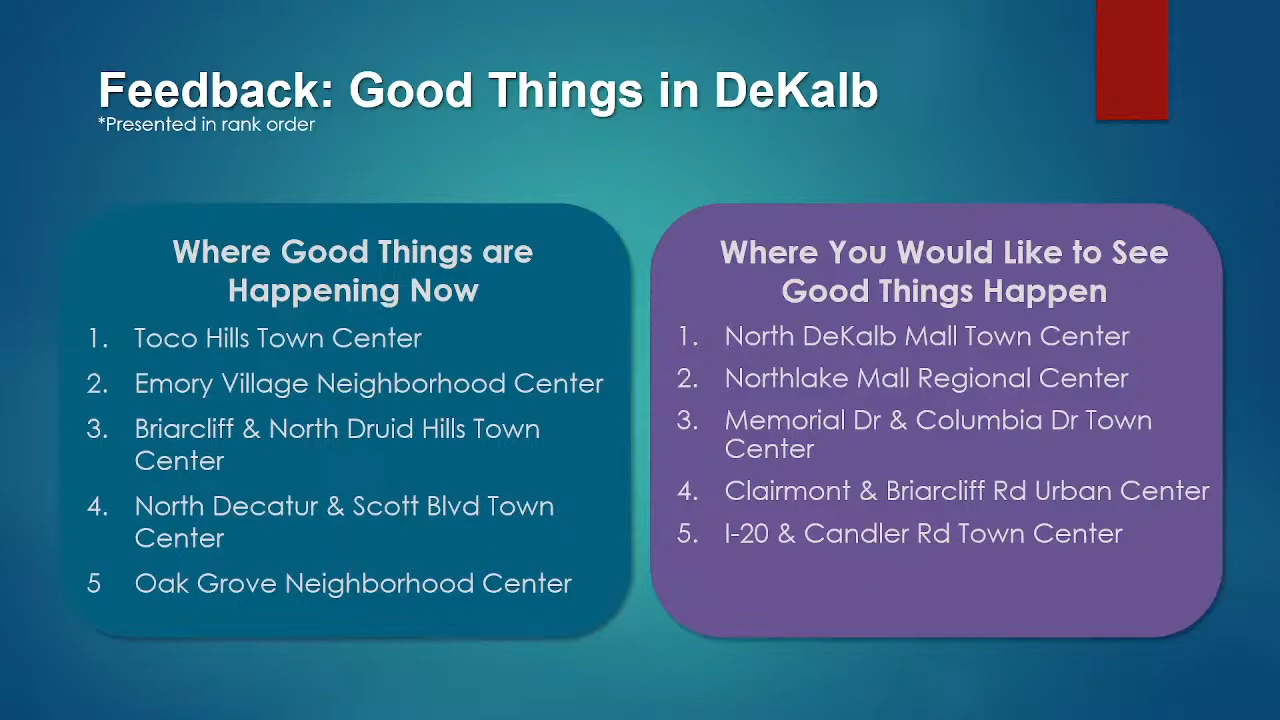 Feedback: Good Things in DeKalb
*Presented in rank order
Where Good Things are
Happening Now
1. Toco Hills Town Center
2. Emory Village Neighborhood Center
3. Briarcliff & North Druid Hills Town
Center
4. North Decatur & Scott Blvd Town
Center
5 Oak Grove Neighborhood Center
Where You Would Like to See
Good Things Happen
1. North DeKalb Mall Town Center
2. Northlake Mall Regional Center
3. Memorial Dr & Columbia Dr Town
Center
4. Clairmont & Briarcliff Rd Urban Center
5. I-20 & Candler Rd Town Center